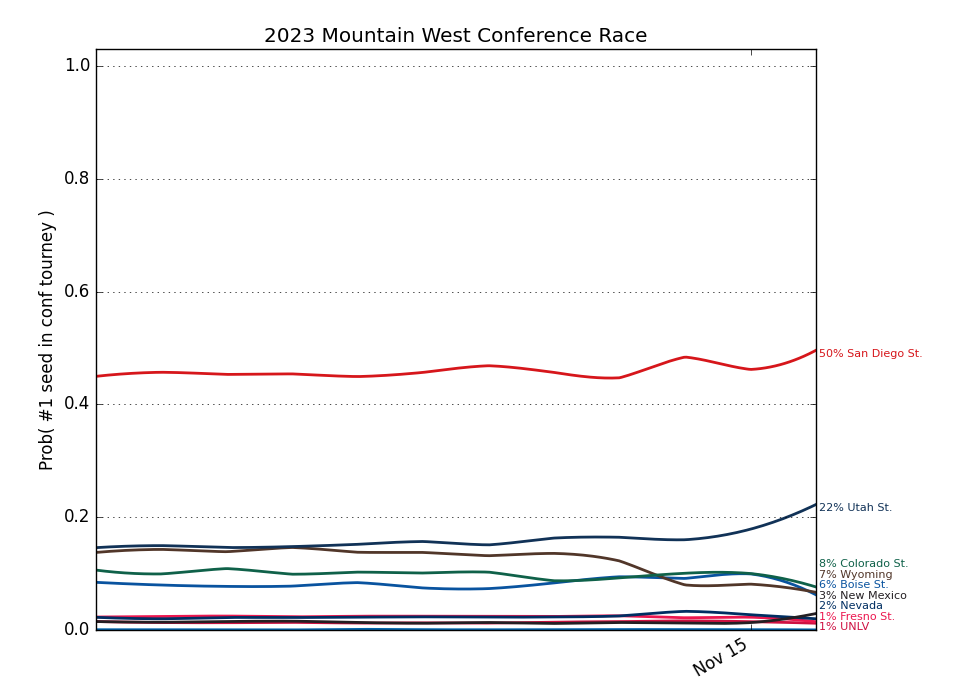 2023 Mountain West Conference Race
Prob( #1 seed in conf tourney )
1.0
0.8
0.6
0.4
0.2
0.0
Nov 15
50% San Diego St.
22% Utah St.
8% Colorado St.
7% Wyoming
6% Boise St.
3% New Mexico
2% Nevada
1% Fresno St.
1% UNLV